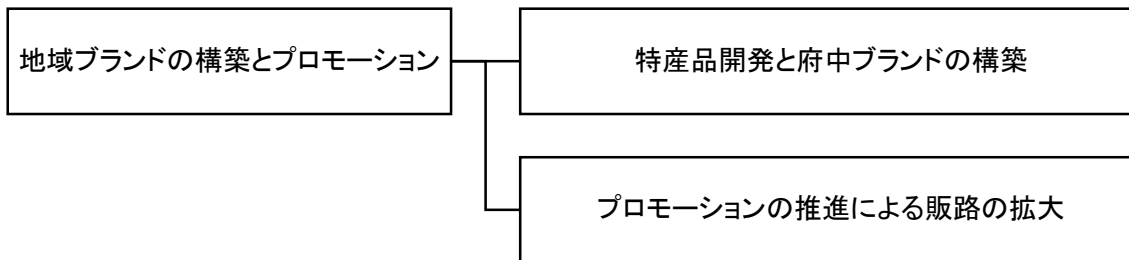 地域ブランドの構築とプロモーション
特産品開発と府中ブランドの構築
プロモーションの推進による販路の拡大